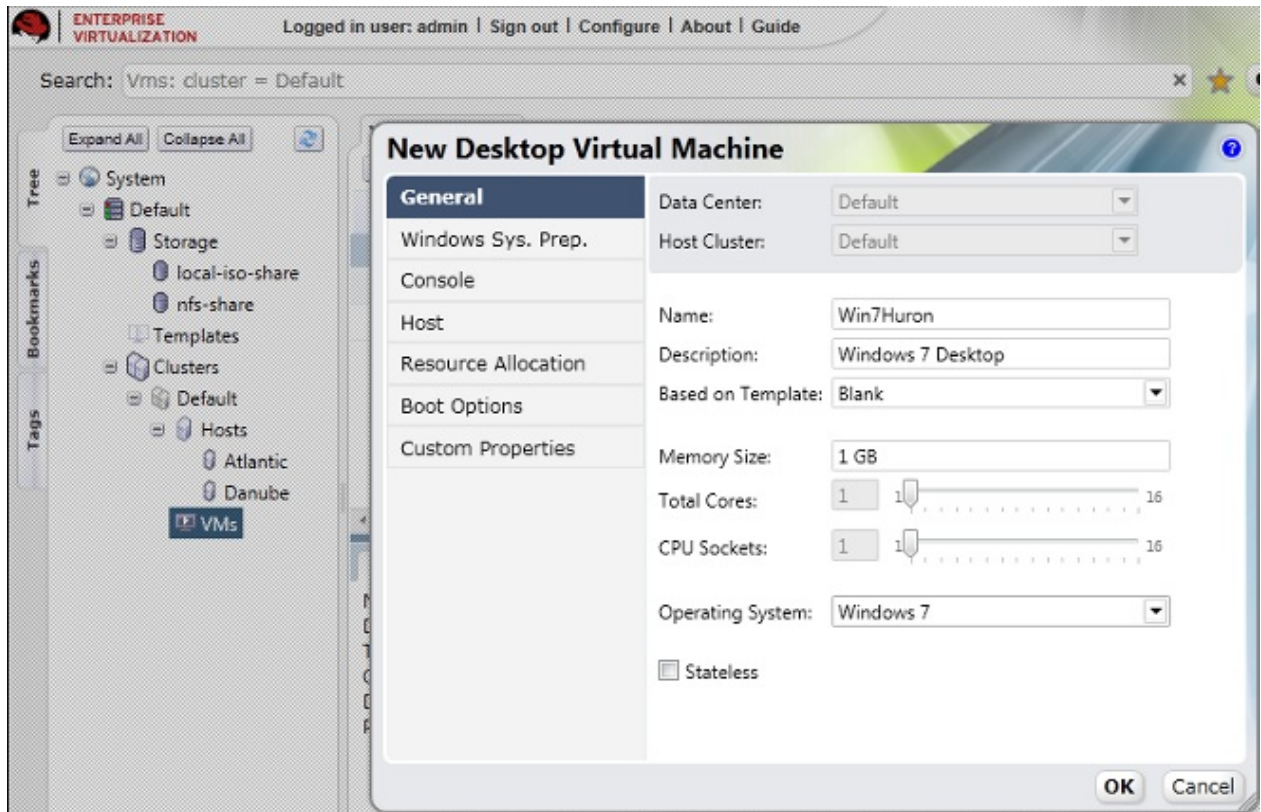 ENTERPRISE
VIRTUALIZATION
Logged in user: admin | Sign out | Configure | About | Guide
Search: Vms: cluster = Default
Expand All Collapse All
Tree
Bookmarks
Tags
System
Default
Storage
local-iso-share
nfs-share
Templates
Clusters
Default
Hosts
Atlantic
Danube
VMs
New Desktop Virtual Machine
General
Windows Sys. Prep.
Console
Host
Resource Allocation
Boot Options
Custom Properties
Data Center: Default
Host Cluster: Default
Name: Win7Huron
Description: Windows 7 Desktop
Based on Template: Blank
Memory Size: 1 GB
Total Cores: 1 1 16
CPU Sockets: 1 1 16
Operating System: Windows 7
Stateless
OK Cancel